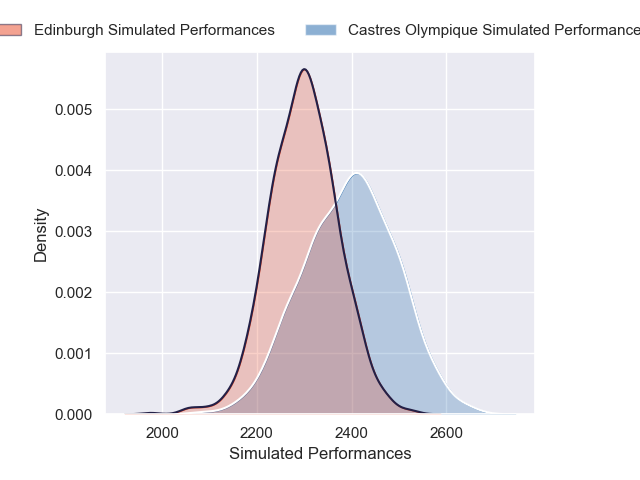 Edinburgh Simulated Performances
Castres Olympique Simulated Performance
0.005
0.004
0.003
0.002
0.001
0.000
Density
2000
2200
2400
2600
Simulated Performances